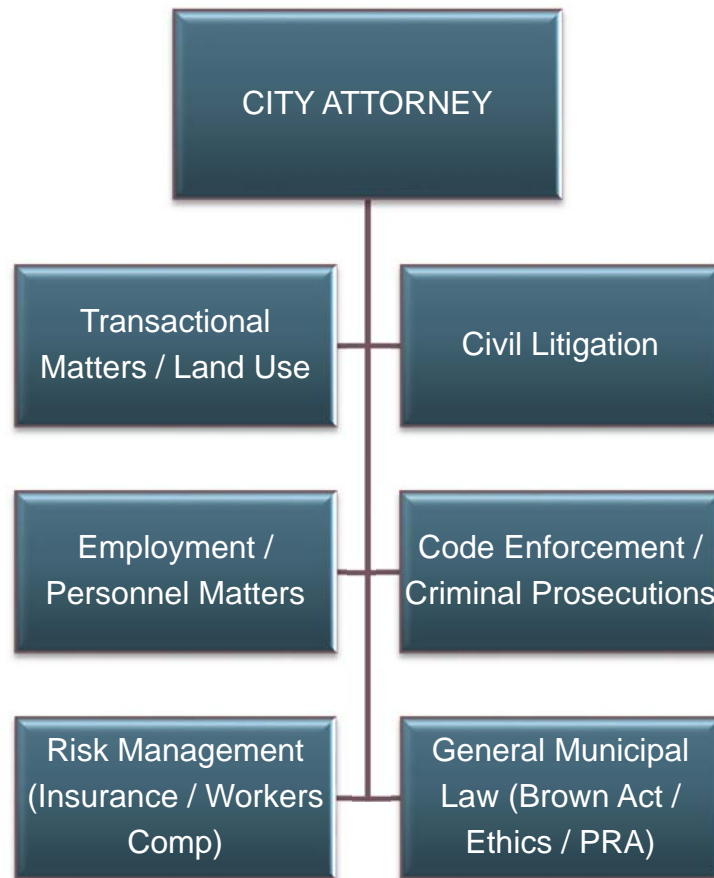 CITY ATTORNEY
Transactional
Matters / Land Use
Civil Litigation
Employment /
Personnel Matters
Code Enforcement /
Criminal Prosecutions
Risk Management
(Insurance / Workers
Comp)
General Municipal
Law (Brown Act /
Ethics / PRA)